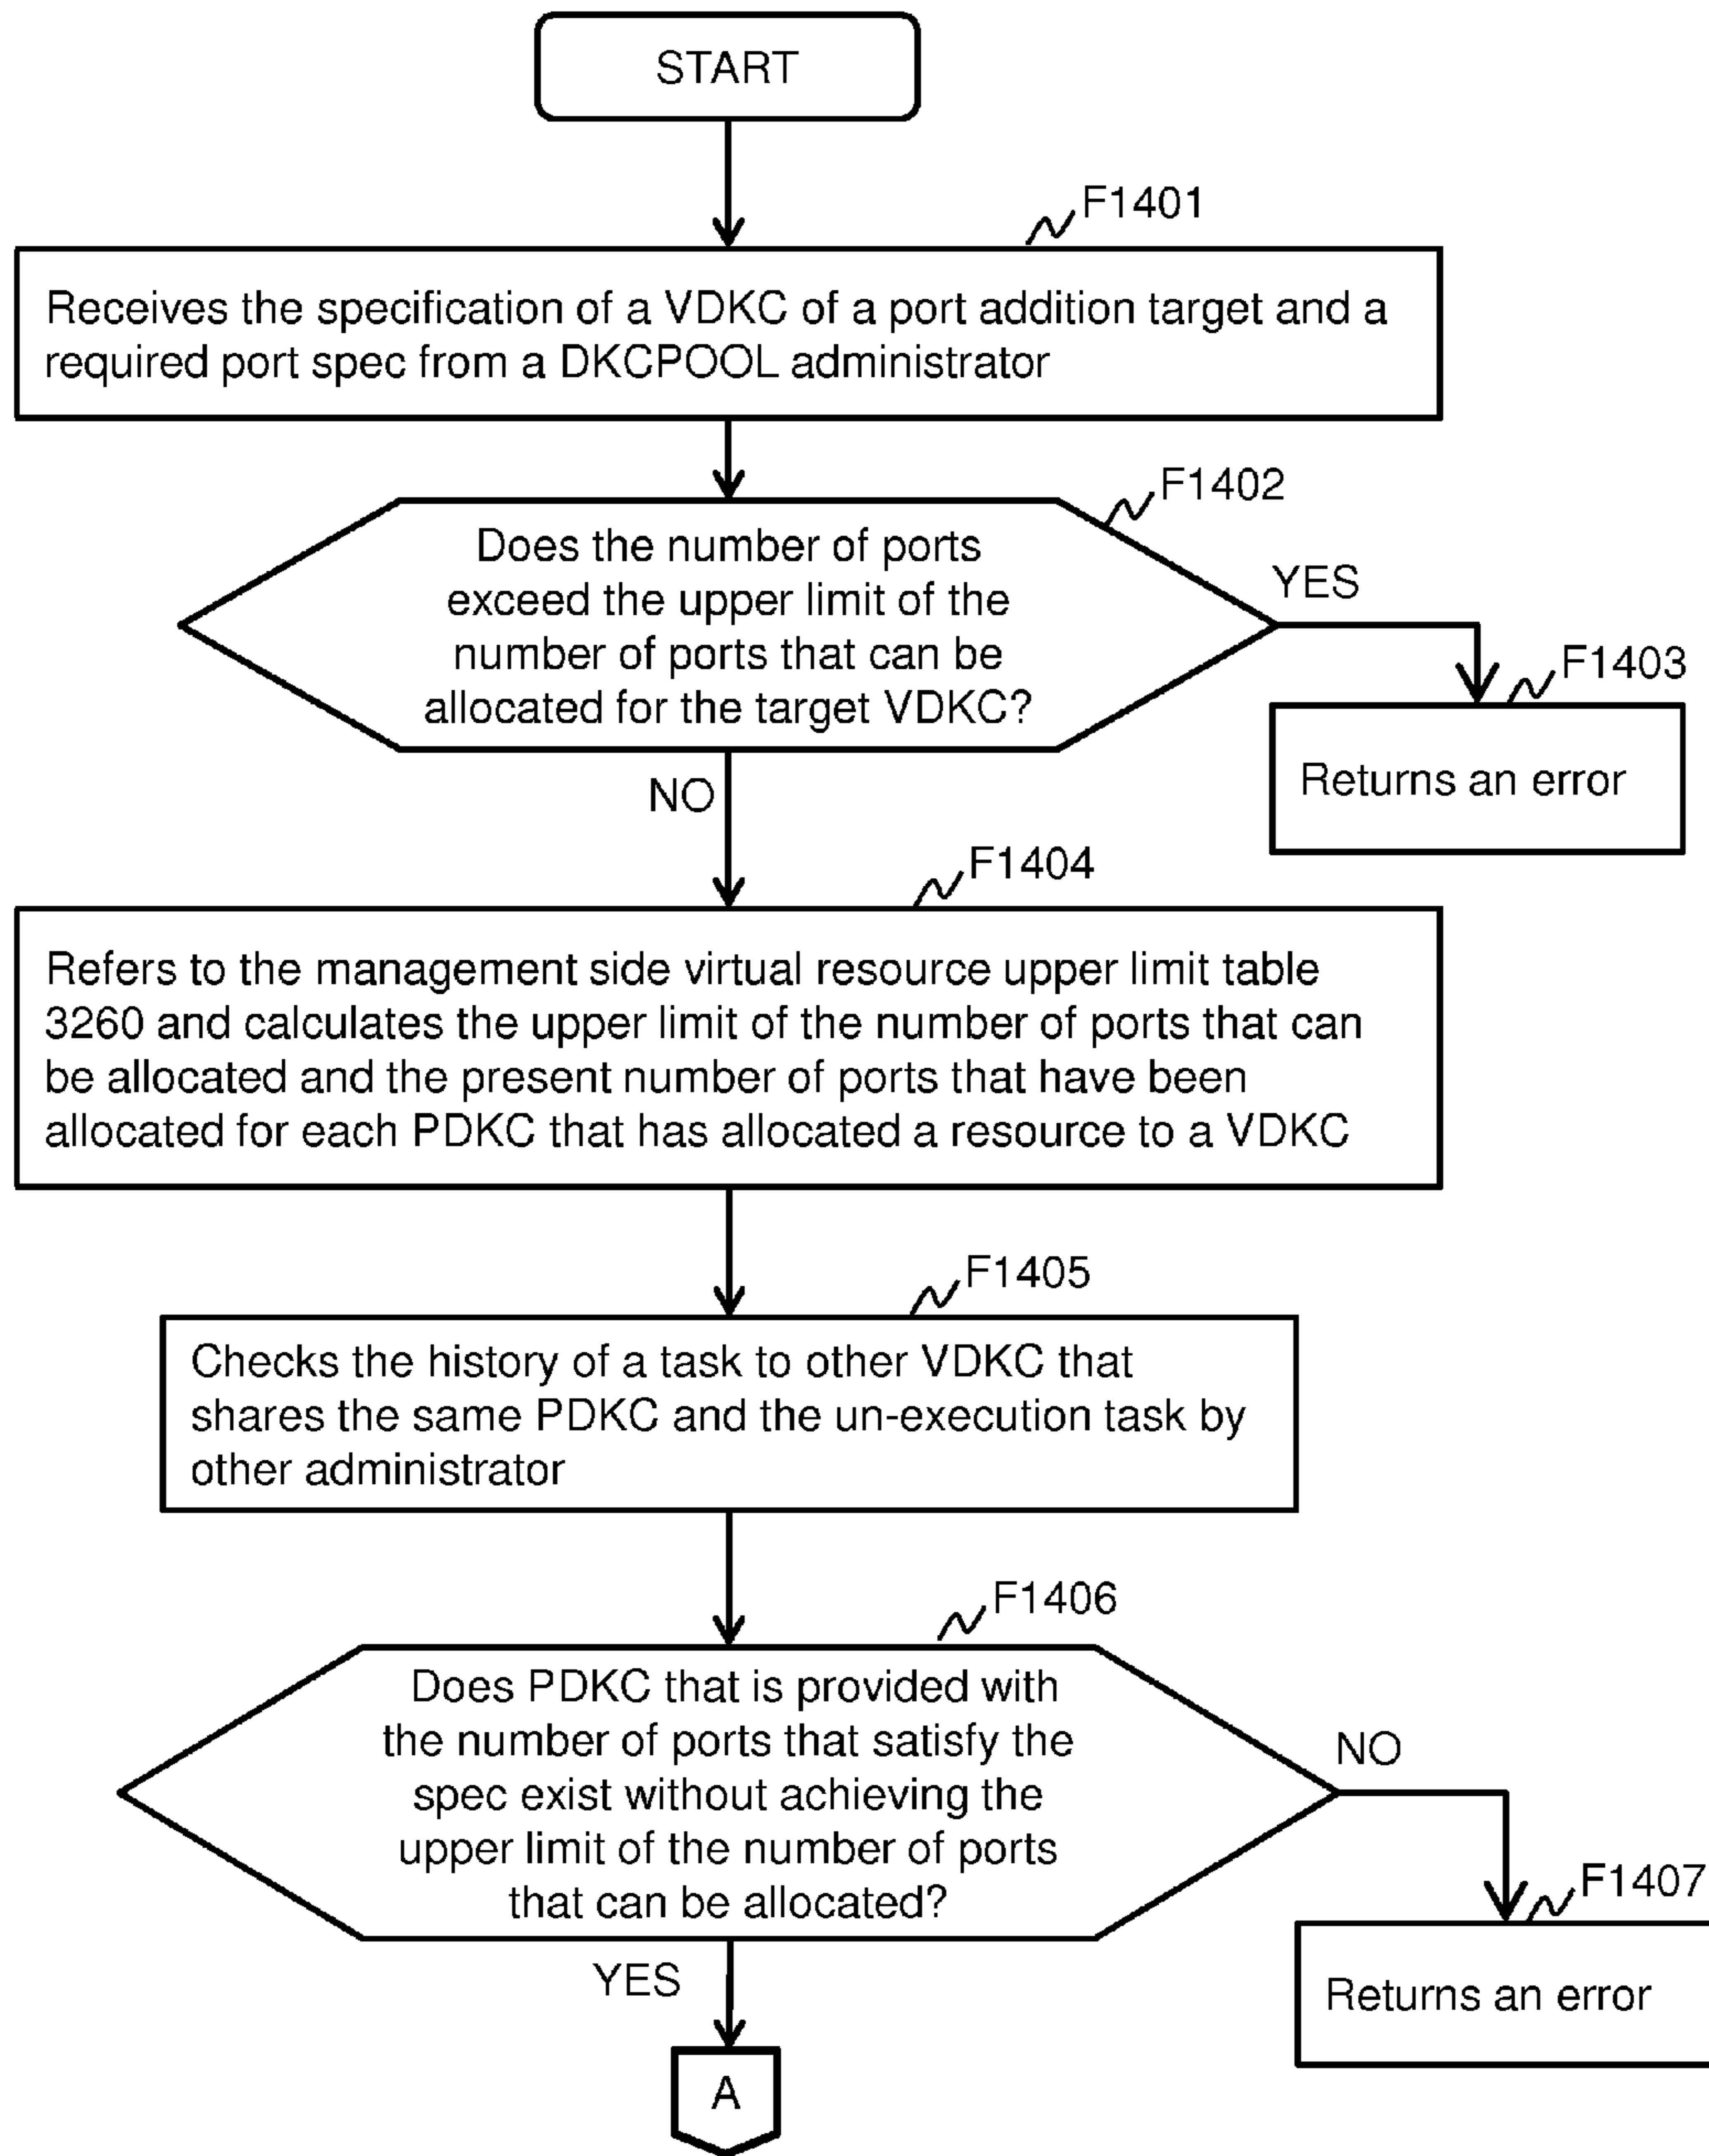 START
F1401
Receives the specification of a VDKC of a port addition target and a
required port spec from a DKCPOOL administrator
F1402
Does the number of ports
exceed the upper limit of the
number of ports that can be
allocated for the target VDKC?
YES
F1403
Returns an error
NO
F1404
Refers to the management side virtual resource upper limit table
3260 and calculates the upper limit of the number of ports that can
be allocated and the present number of ports that have been
allocated for each PDKC that has allocated a resource to a VDKC
F1405
Checks the history of a task to other VDKC that
shares the same PDKC and the un-execution task by
other administrator
F1406
Does PDKC that is provided with
the number of ports that satisfy the
spec exist without achieving the
upper limit of the number of ports
that can be allocated?
NO
F1407
Returns an error
YES
A